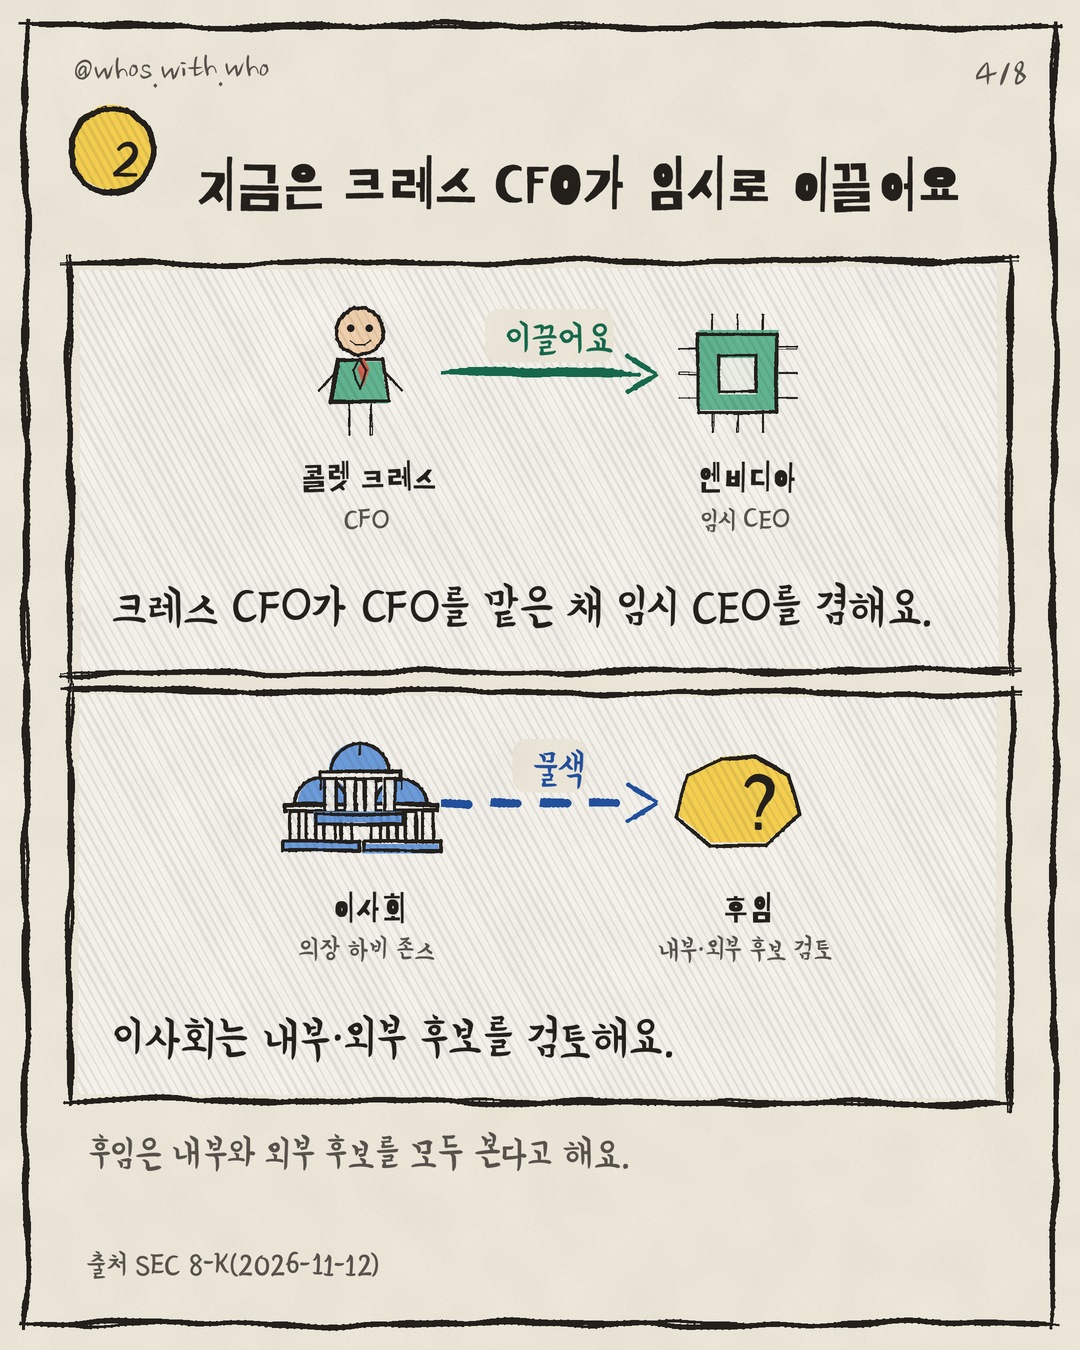 @whos.with.who
4/8
2
지금은 크레스 CFO가 임시로 이끌어요
이끌어요
콜렛 크레스
CFO
엔비디아
임시 CEO
크레스 CFO가 CFO를 맡은 채 임시 CEO를 겸해요.
물색
?
이사회
의장 하비 존스
후임
내부·외부 후보 검토
이사회는 내부·외부 후보를 검토해요.
후임은 내부와 외부 후보를 모두 본다고 해요.
출처 SEC 8-K(2026-11-12)